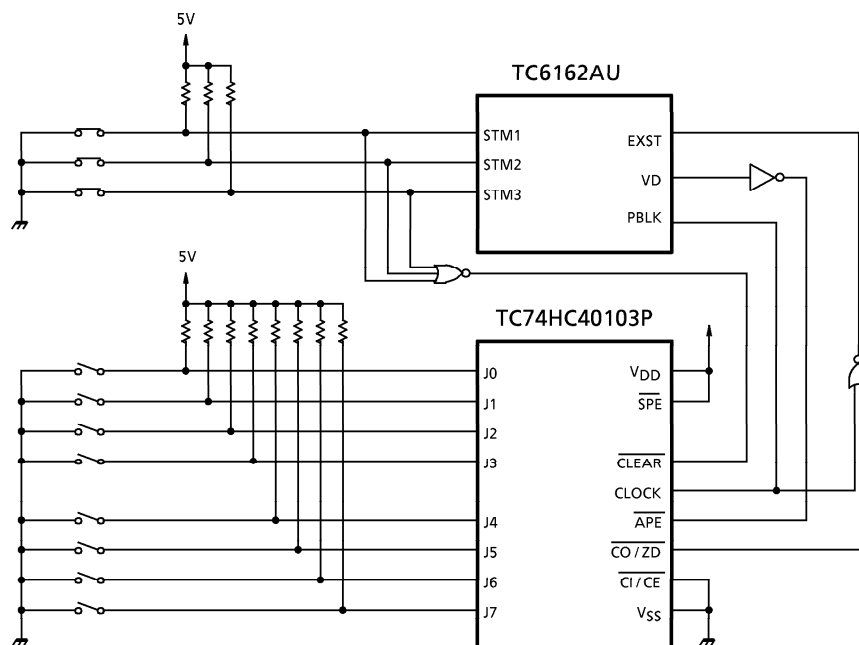 5V
TC6162AU
STM1
STM2
STM3
EXST
VD
PBLK
5V
TC74HC40103P
J0
J1
J2
J3
J4
J5
J6
J7
VDD
SPE
CLEAR
CLOCK
APE
CO / ZD
CI / CE
VSS